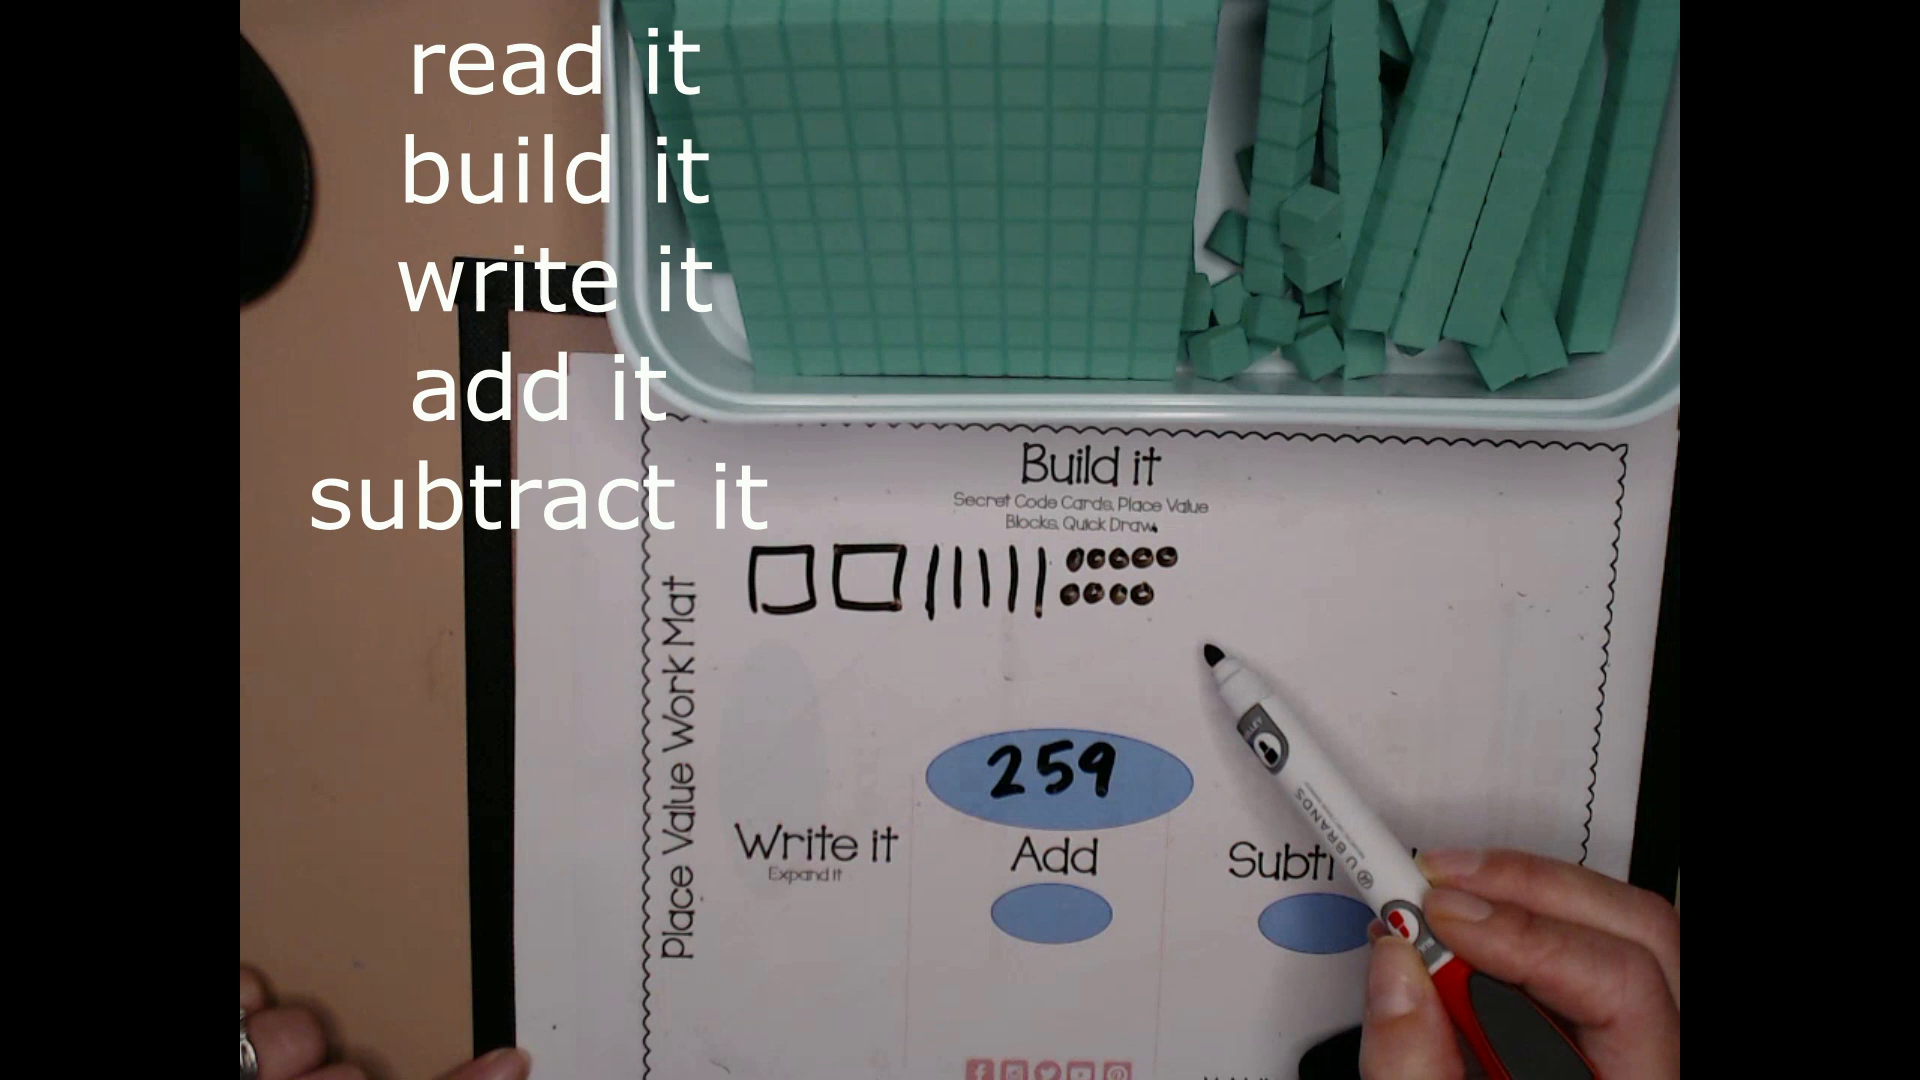 read it
build it
write it
add it
subtract it
Build it
Secret Code Cards, Place Value
Blocks, Quick Draw
Place Value Work Mat
259
Write it
Expand it
Add
U BRANDS